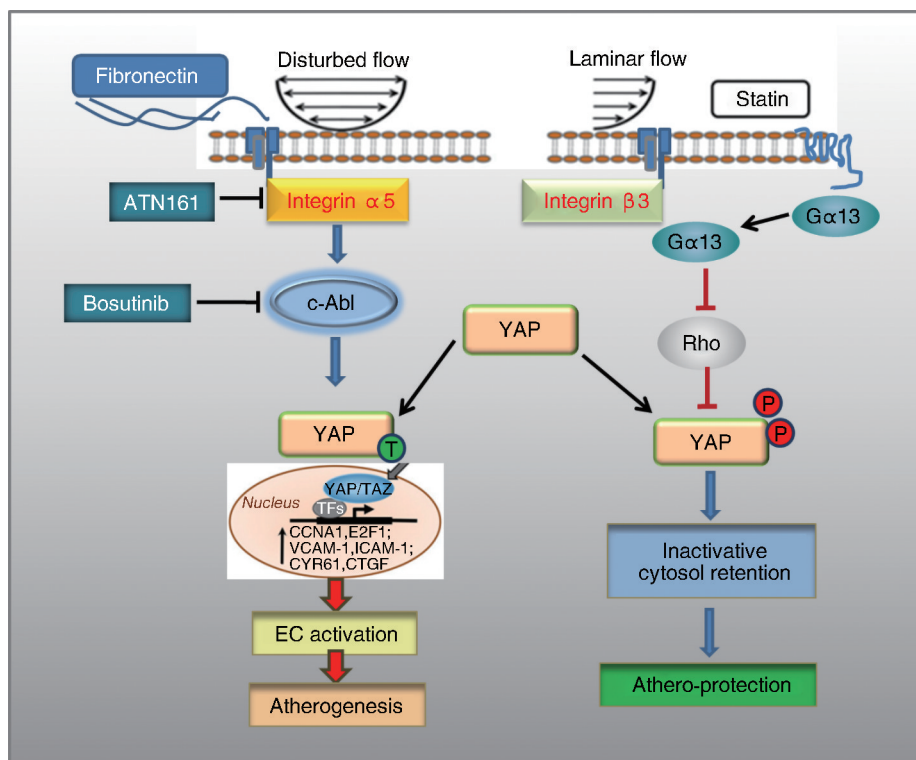 Disturbed flow
Laminar flow
Fibronectin
Statin
ATN161
Integrin α5
Integrin β3
Gα13
Gα13
Bosutinib
c-Abl
YAP
Rho
YAP
T
YAP
P
P
Nucleus
YAP/TAZ
TFs
CCNA1,E2F1;
VCAM-1,ICAM-1;
CYR61,CTGF
Inactivative
cytosol retention
EC activation
Atherogenesis
Athero-protection